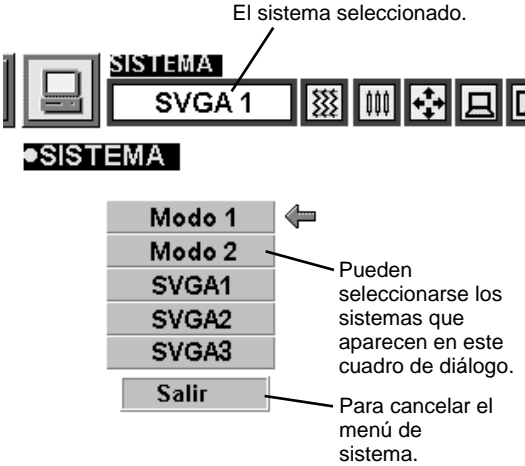 El sistema seleccionado.
SISTEMA
SVGA 1
●SISTEMA
Modo 1
Modo 2
SVGA1
SVGA2
SVGA3
Salir
Pueden
seleccionarse los
sistemas que
aparecen en este
cuadro de diálogo.
Para cancelar el
menú de
sistema.